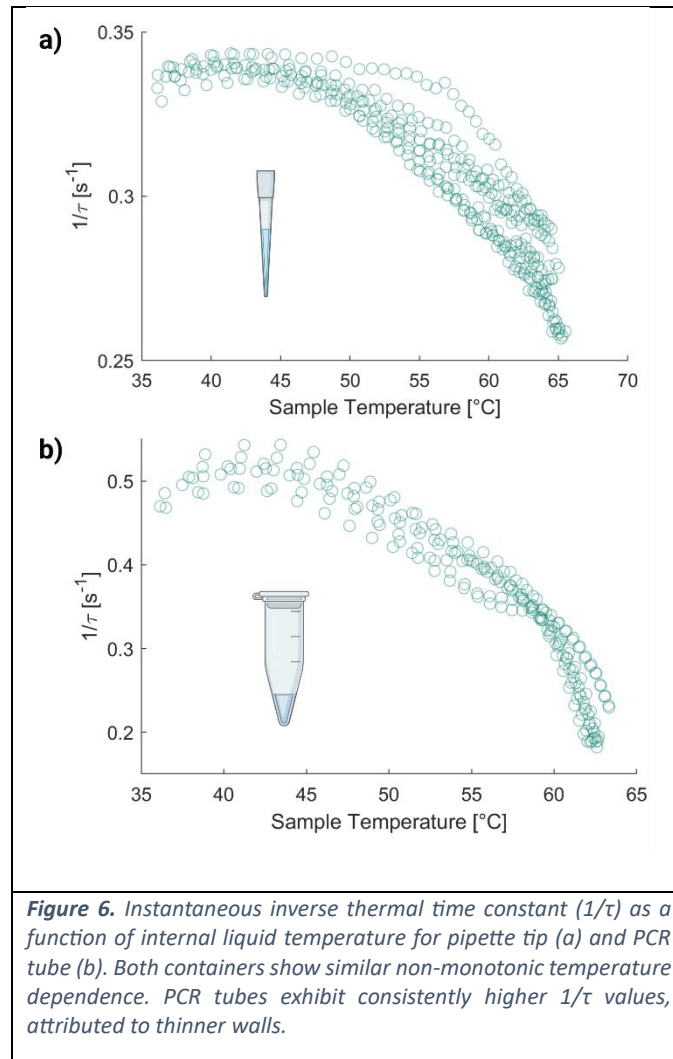 a)
0.35
0.3
0.25
1/τ [s⁻¹]
35 40 45 50 55 60 65 70
Sample Temperature [°C]
b)
0.5
0.4
0.3
0.2
1/τ [s⁻¹]
35 40 45 50 55 60 65
Sample Temperature [°C]
Figure 6. Instantaneous inverse thermal time constant (1/τ) as a
function of internal liquid temperature for pipette tip (a) and PCR
tube (b). Both containers show similar non-monotonic temperature
dependence. PCR tubes exhibit consistently higher 1/τ values,
attributed to thinner walls.